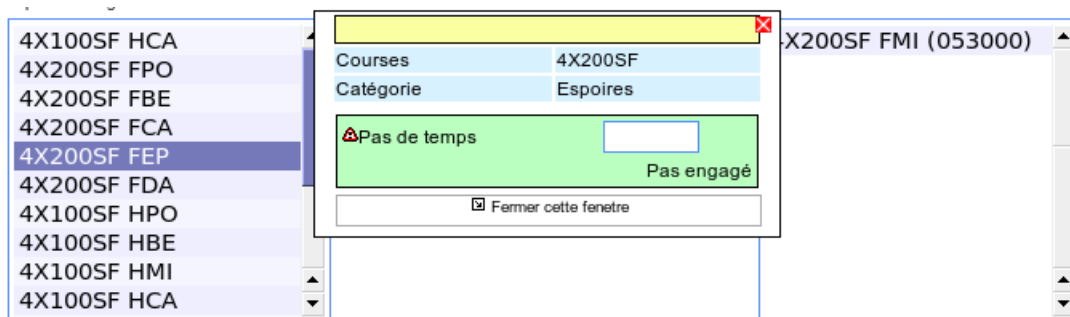 4X100SF HCA
4X200SF FPO
4X200SF FBE
4X200SF FCA
4X200SF FEP
4X200SF FDA
4X100SF HPO
4X100SF HBE
4X100SF HMI
4X100SF HCA
Courses 4X200SF
Catégorie Espoires
Pas de temps
Pas engagé
Fermer cette fenetre
X200SF FMI (053000)